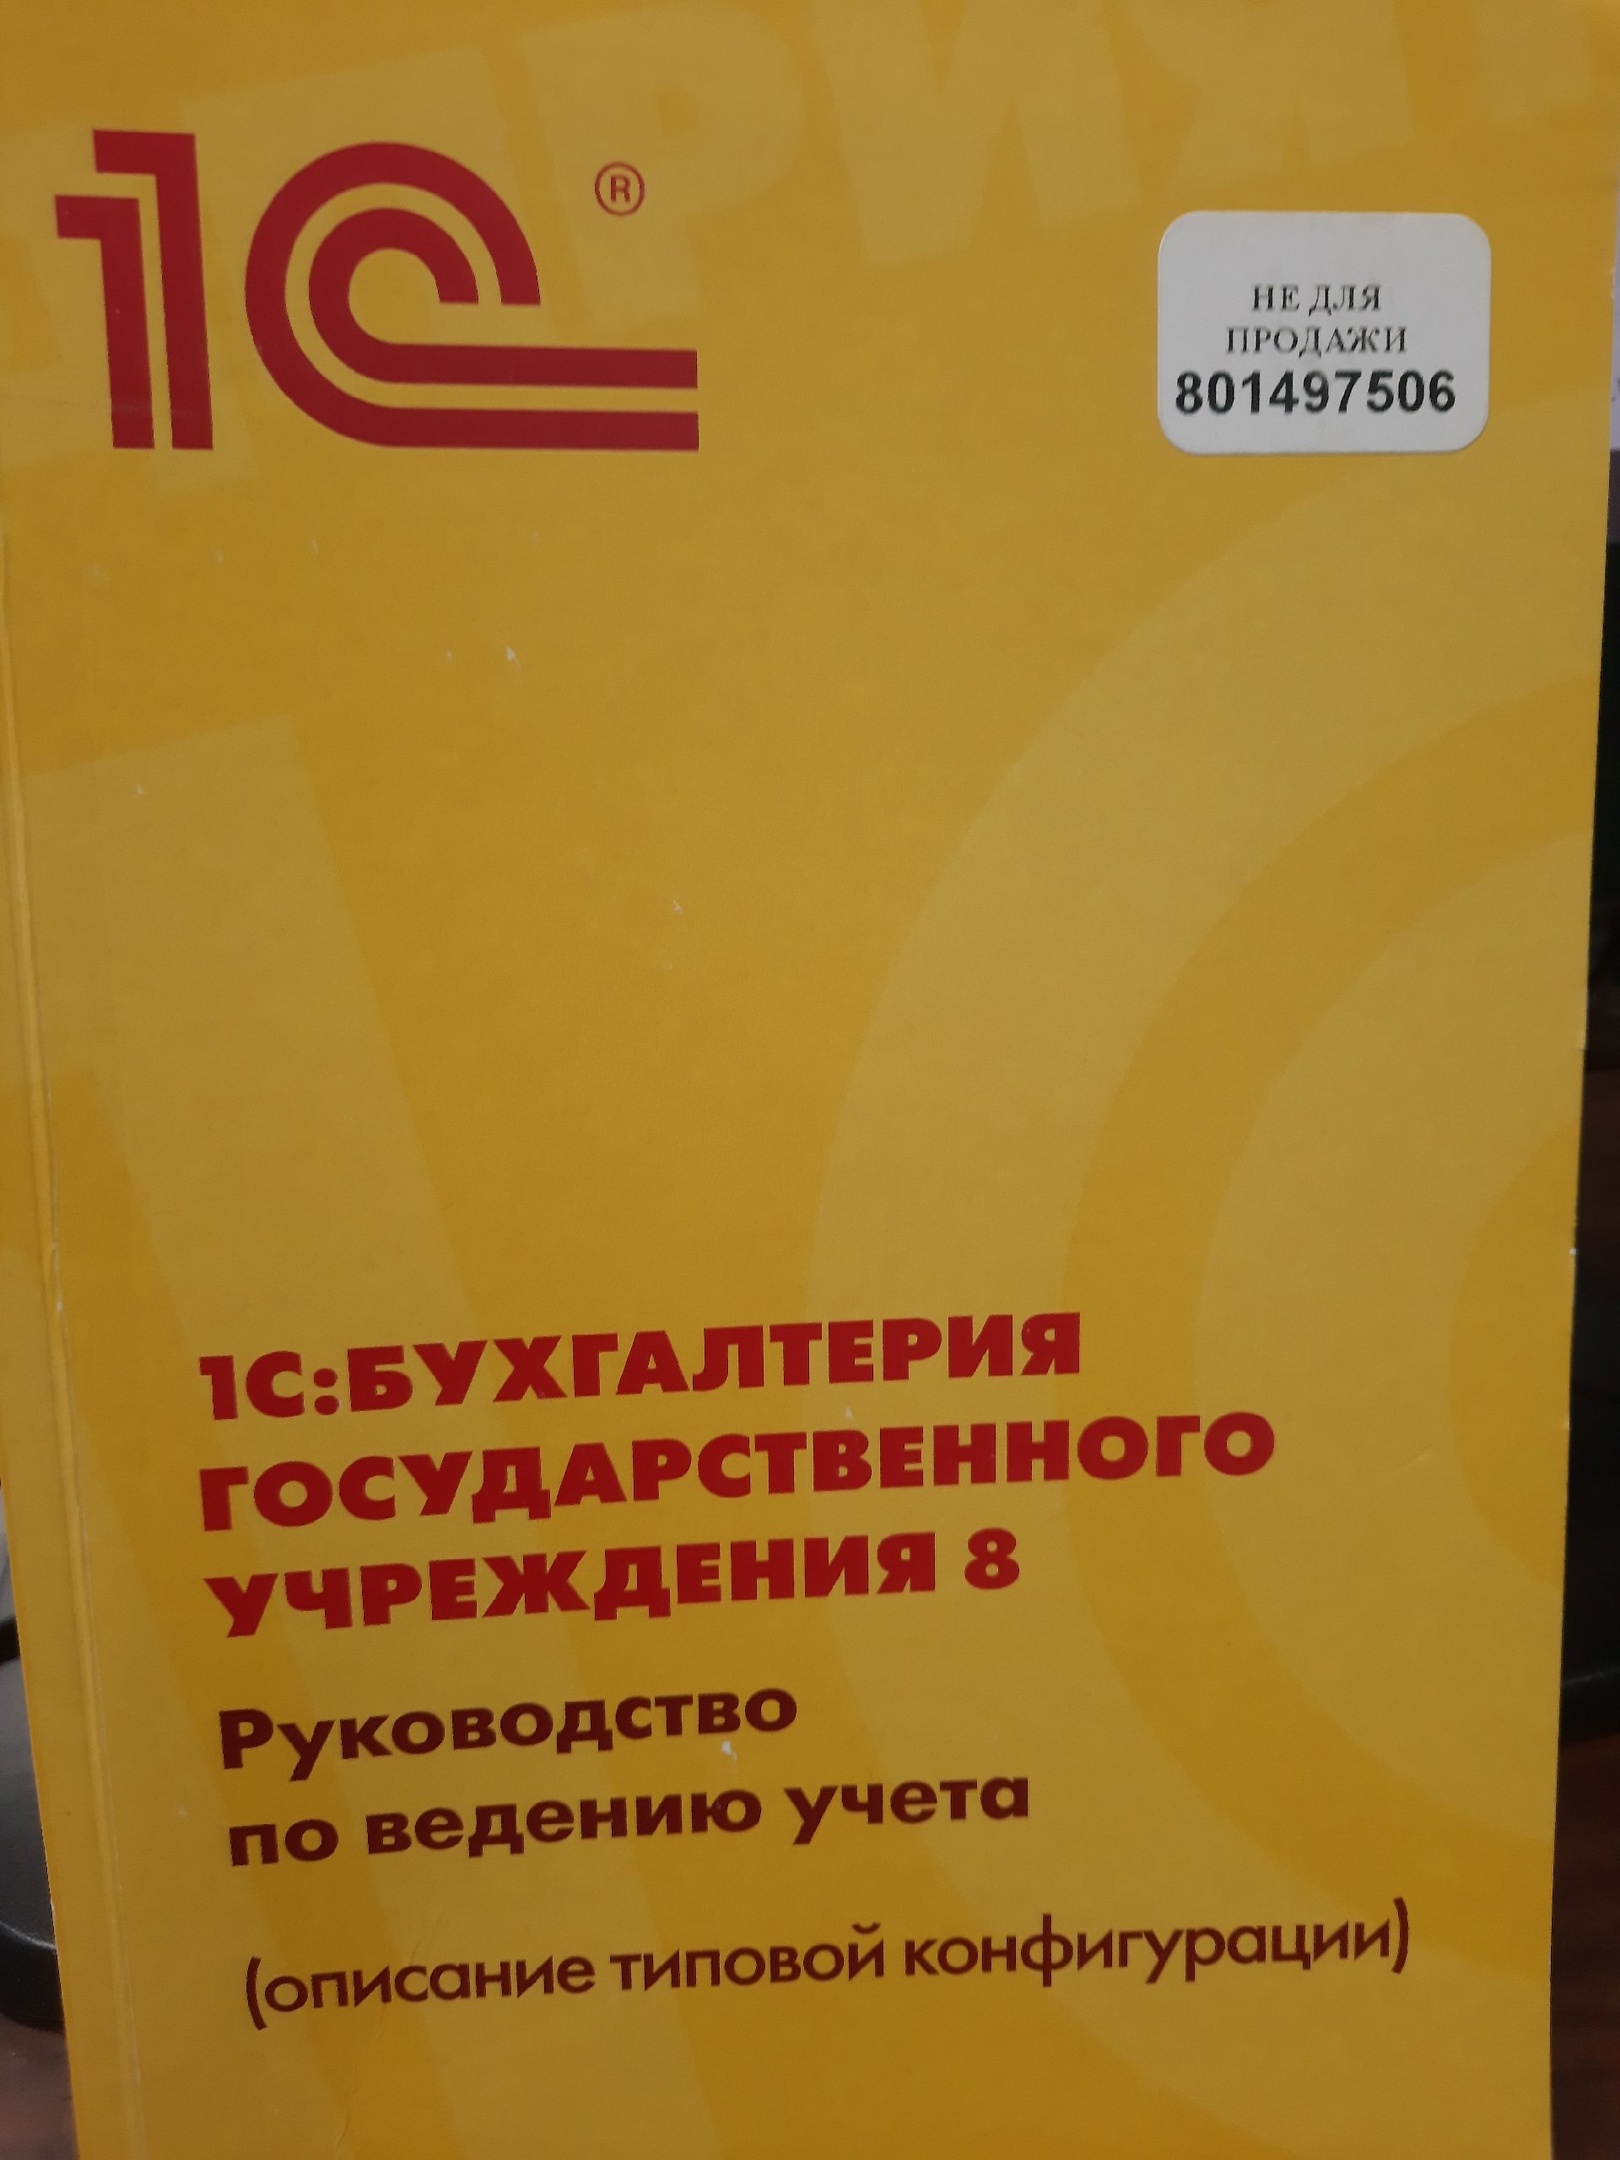 1С®
НЕ ДЛЯ
ПРОДАЖИ
801497506
1С:БУХГАЛТЕРИЯ
ГОСУДАРСТВЕННОГО
УЧРЕЖДЕНИЯ 8
Руководство
по ведению учета
(описание типовой конфигурации)